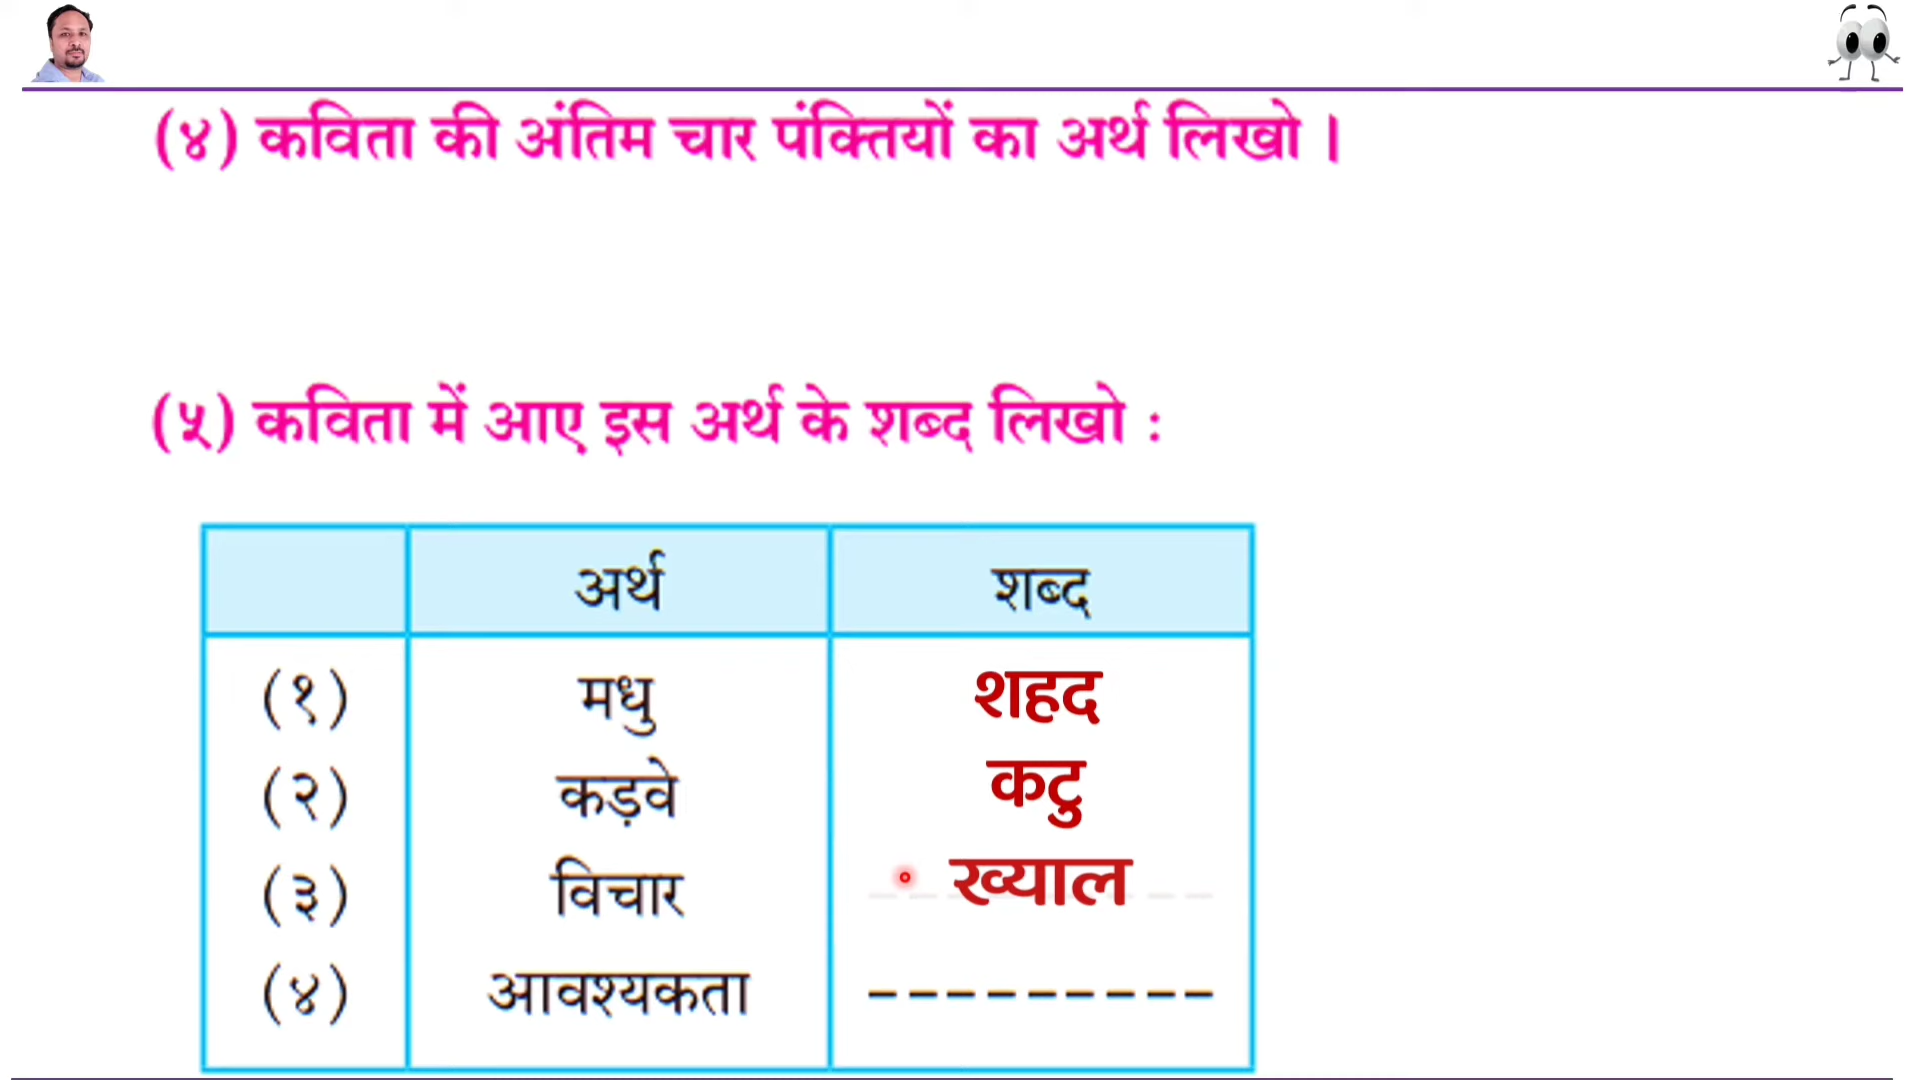 (४) कविता की अंतिम चार पंक्तियों का अर्थ लिखो ।
(५) कविता में आए इस अर्थ के शब्द लिखो :
अर्थ शब्द
(१) मधु शहद
(२) कड़वे कटु
(३) विचार ख्याल
(४) आवश्यकता ---------